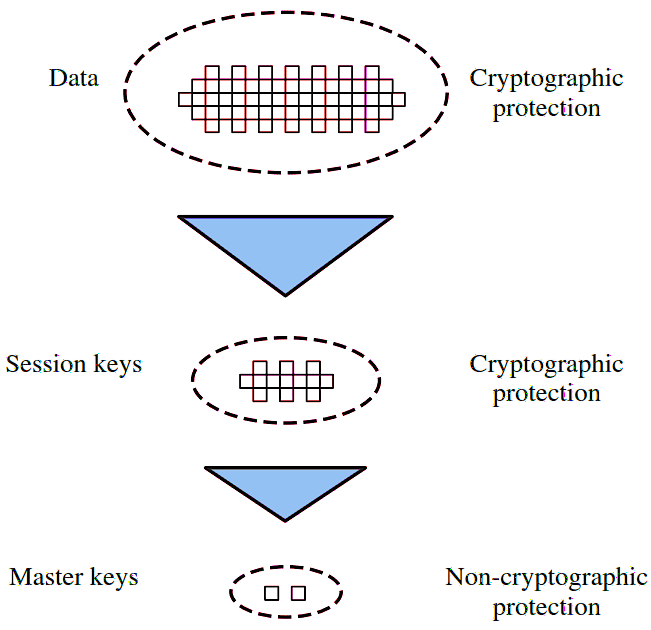 Data
Cryptographic
protection
Session keys
Cryptographic
protection
Master keys
Non-cryptographic
protection